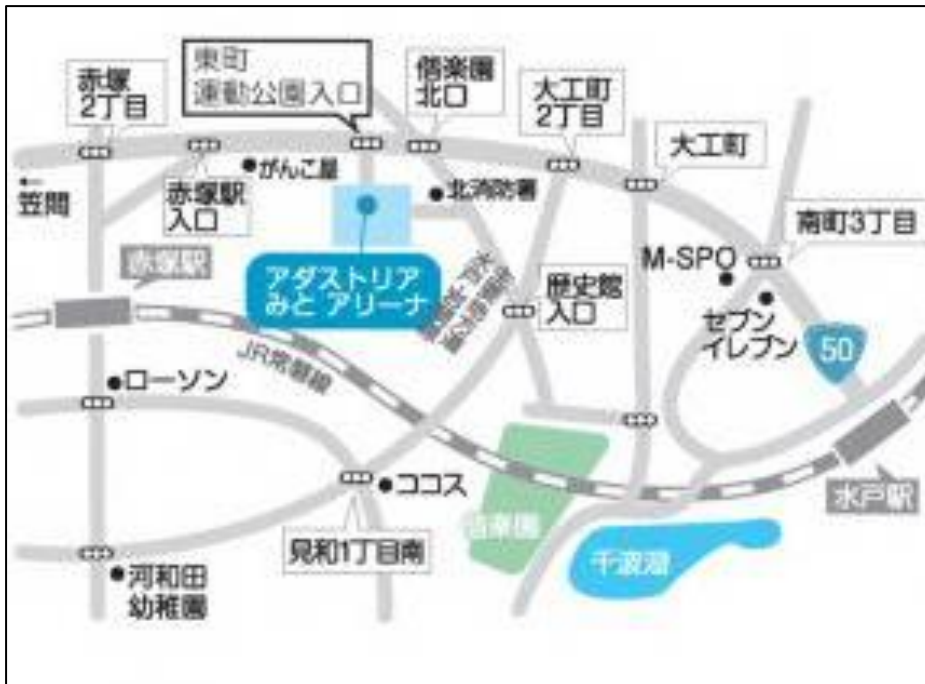 東町
運動公園入口
赤塚
2丁目
偕楽園
北口
大工町
2丁目
大工町
←
笠間
赤塚駅
入口
がんこ屋
北消防署
南町3丁目
赤塚駅
アダストリア
みと アリーナ
歴史館
入口
M-SPO
セブン
イレブン
50
JR常磐線
ローソン
ココス
偕楽園
千波湖
水戸駅
見和1丁目南
河和田
幼稚園